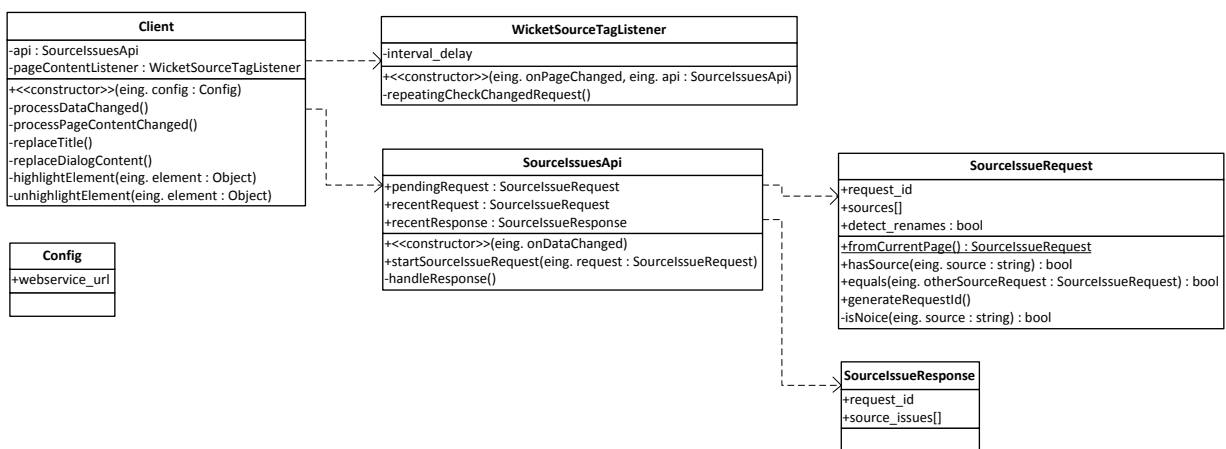 Client
-api : SourceIssuesApi
-pageContentListener : WicketSourceTagListener
+<<constructor>>(eing. config : Config)
-processDataChanged()
-processPageContentChanged()
-replaceTitle()
-replaceDialogContent()
-highlightElement(eing. element : Object)
-unhighlightElement(eing. element : Object)
WicketSourceTagListener
-interval_delay
+<<constructor>>(eing. onPageChanged, eing. api : SourceIssuesApi)
-repeatingCheckChangedRequest()
SourceIssuesApi
+pendingRequest : SourceIssueRequest
+recentRequest : SourceIssueRequest
+recentResponse : SourceIssueResponse
+<<constructor>>(eing. onDataChanged)
+startSourceIssueRequest(eing. request : SourceIssueRequest)
-handleResponse()
SourceIssueRequest
+request_id
+sources[]
+detect_renames : bool
+fromCurrentPage() : SourceIssueRequest
+hasSource(eing. source : string) : bool
+equals(eing. otherSourceRequest : SourceIssueRequest) : bool
+generateRequestId()
-isNoice(eing. source : string) : bool
Config
+webservice_url
SourceIssueResponse
+request_id
+source_issues[]